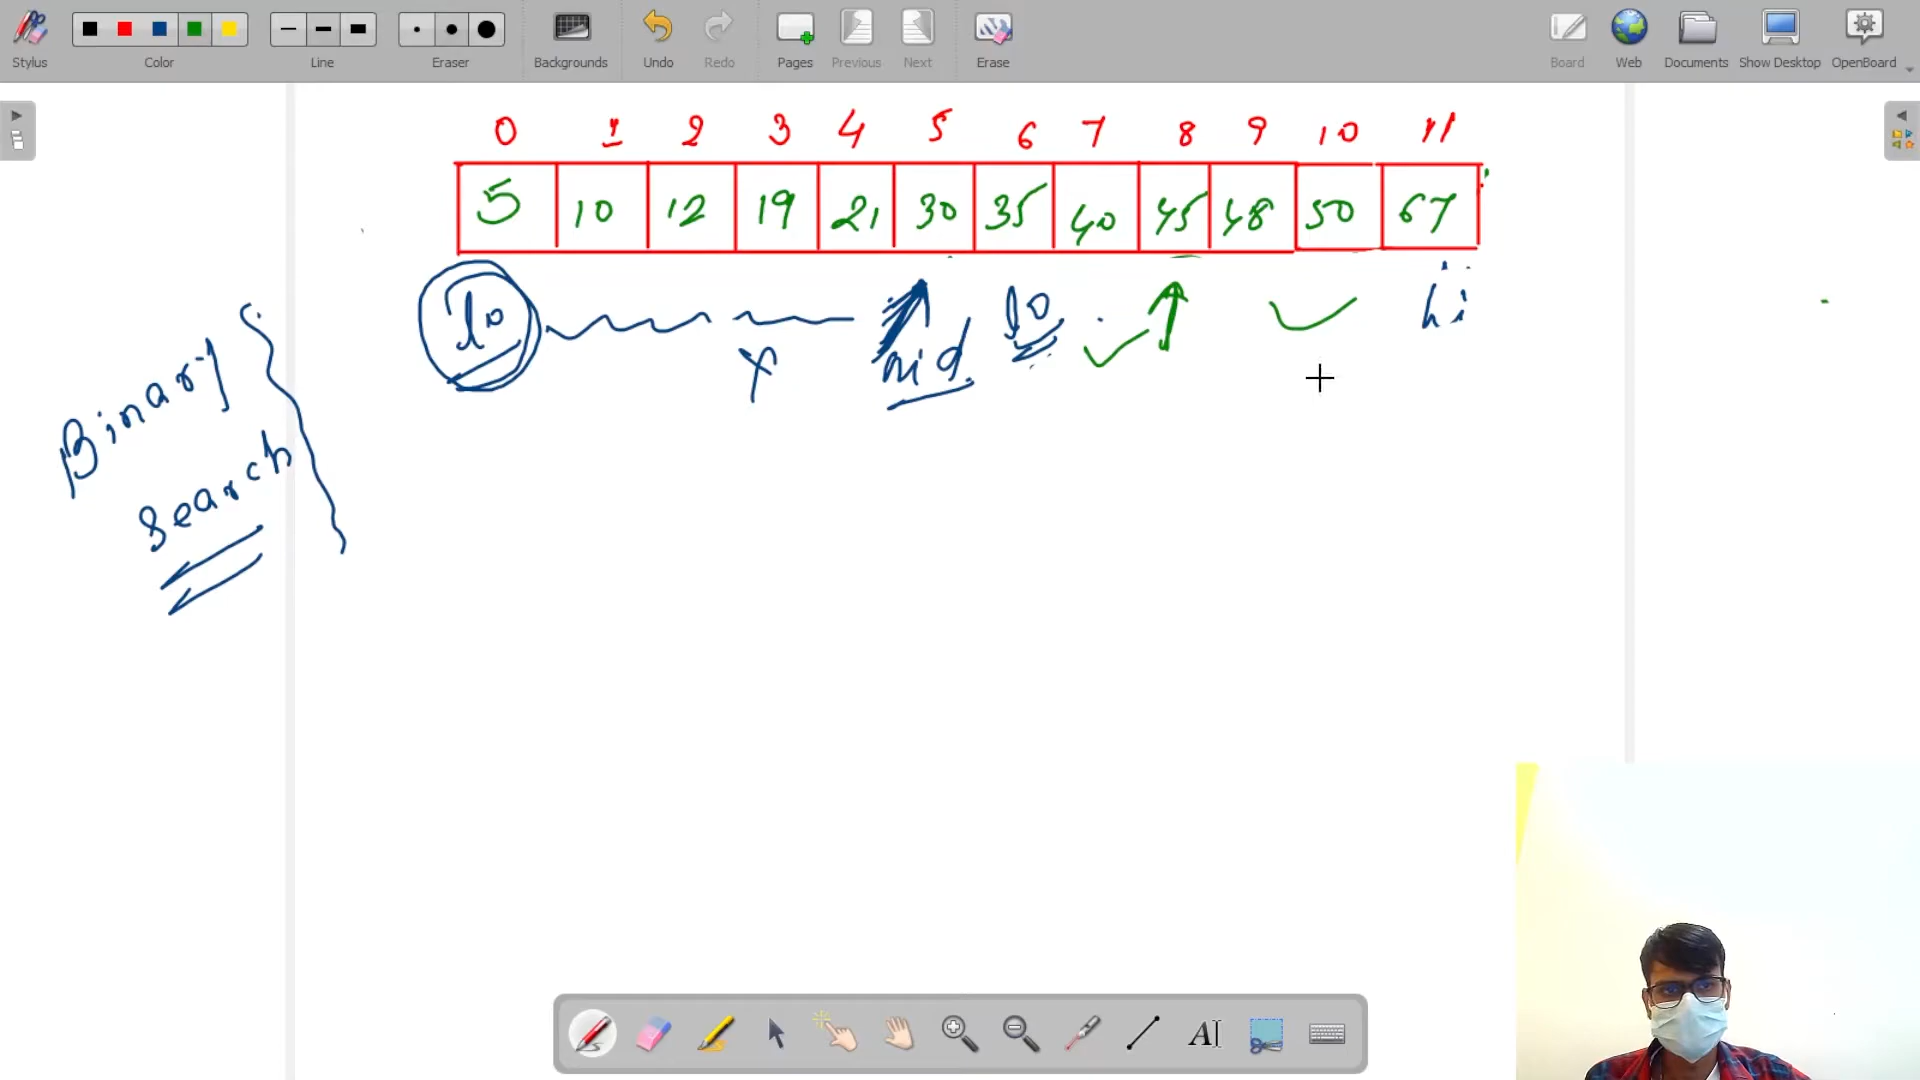 Stylus Color Line Eraser Backgrounds Undo Redo Pages Previous Next Erase Board Web Documents Show Desktop OpenBoard
0 1 2 3 4 5 6 7 8 9 10 11
5 10 12 19 21 30 35 40 45 48 50 67
lo mid lo hi
x
Binary
Search